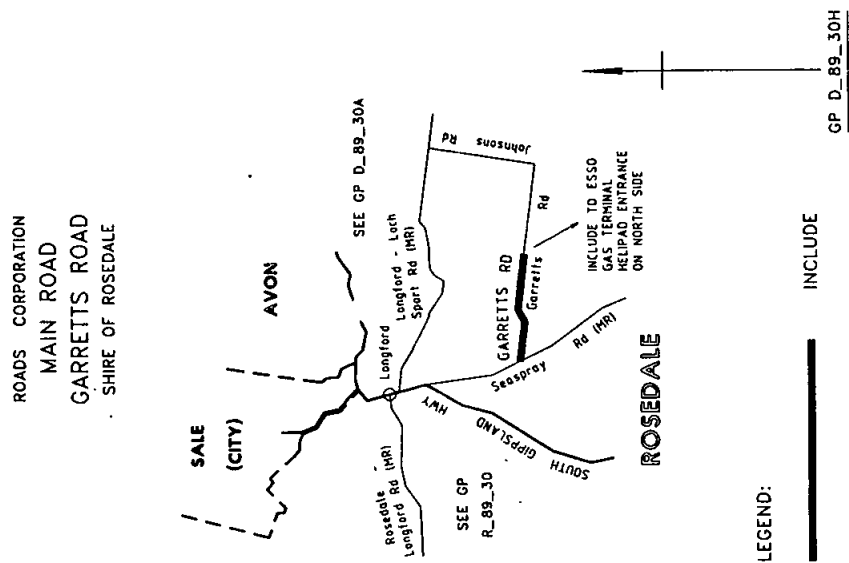 ROADS CORPORATION
MAIN ROAD
GARRETTS ROAD
SHIRE OF ROSEDALE
SALE
(CITY)
AVON
SEE GP D_89_30A
Longford
Longford - Loch
Sport Rd (MR)
Rosedale -
Longford Rd (MR)
SEE GP
R_89_30
HWY
SOUTH GIPPSLAND
Seaspray
Rd (MR)
GARRETTS RD
Garretts
Rd
Johnsons
Rd
INCLUDE TO ESSO
GAS TERMINAL
HELIPAD ENTRANCE
ON NORTH SIDE
ROSEDALE
LEGEND:
INCLUDE
GP D_89_30H